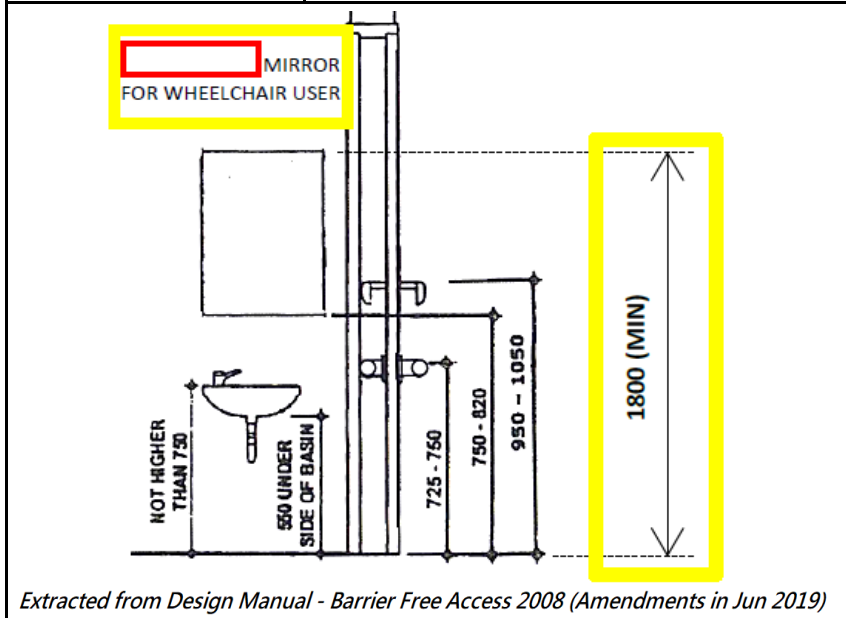 MIRROR
FOR WHEELCHAIR USER
1800 (MIN)
950 – 1050
750 - 820
725 - 750
NOT HIGHER
THAN 750
550 UNDER
SIDE OF BASIN
Extracted from Design Manual - Barrier Free Access 2008 (Amendments in Jun 2019)